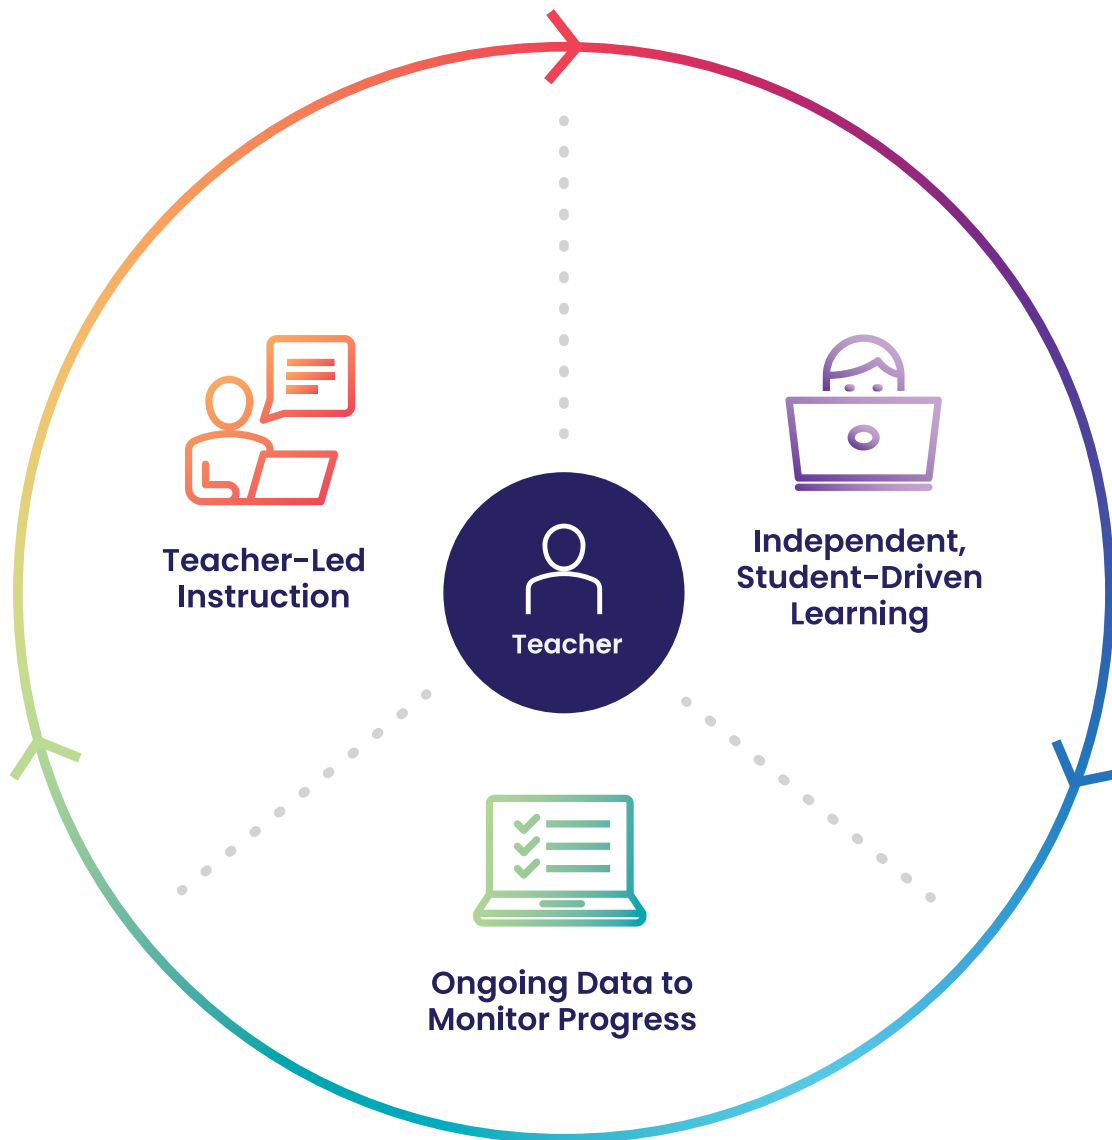 Teacher-Led
Instruction
Independent,
Student-Driven
Learning
Teacher
Ongoing Data to
Monitor Progress